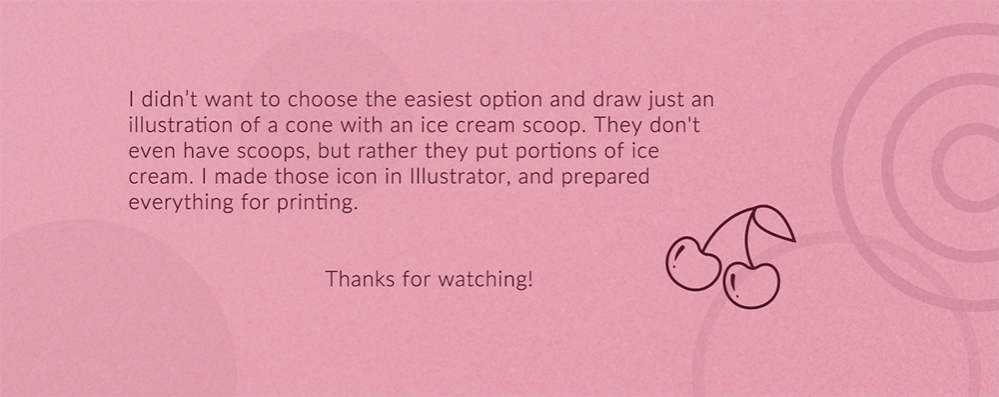 I didn’t want to choose the easiest option and draw just an
illustration of a cone with an ice cream scoop. They don't
even have scoops, but rather they put portions of ice
cream. I made those icon in Illustrator, and prepared
everything for printing.
Thanks for watching!